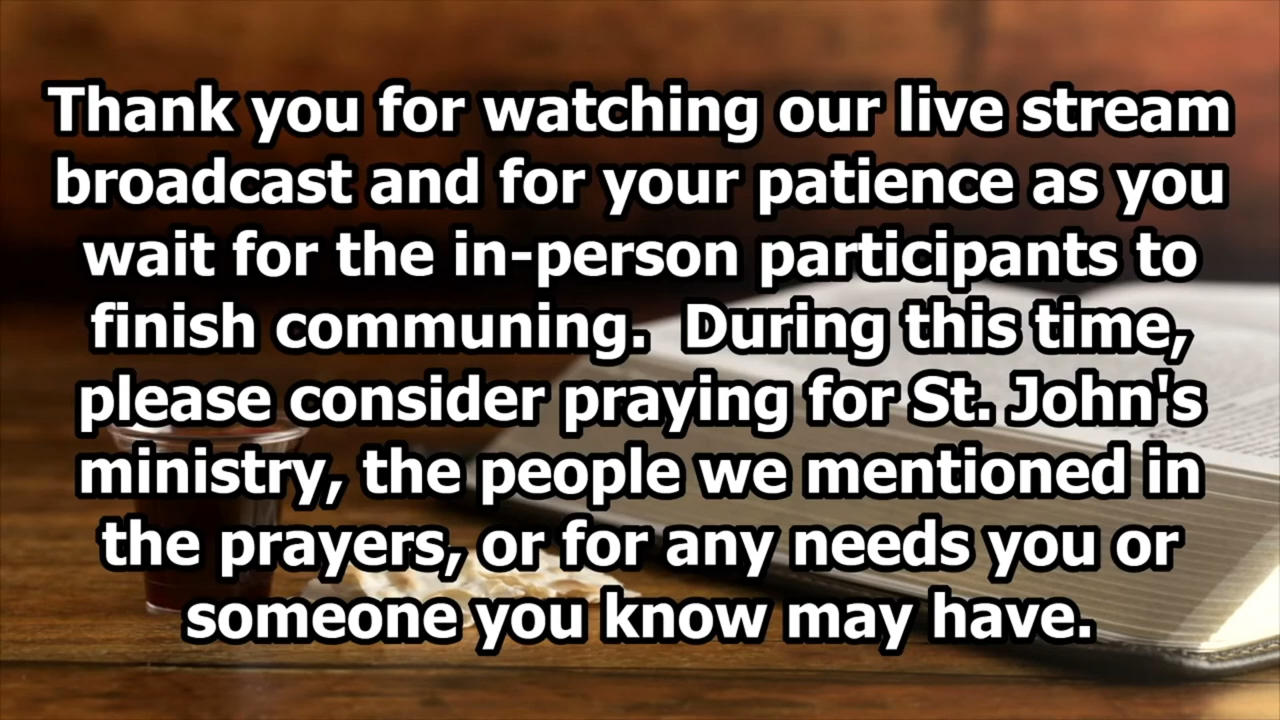 Thank you for watching our live stream
broadcast and for your patience as you
wait for the in-person participants to
finish communing.  During this time,
please consider praying for St. John's
ministry, the people we mentioned in
the prayers, or for any needs you or
someone you know may have.